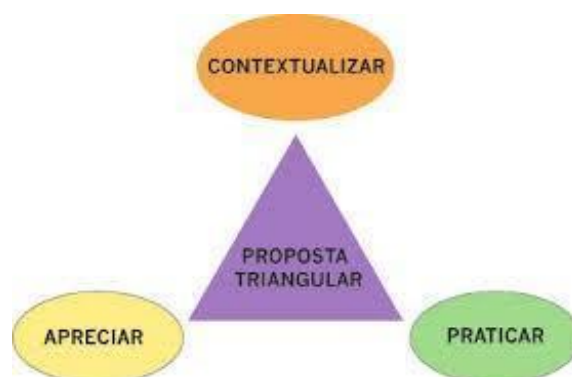 CONTEXTUALIZAR
PROPOSTA
TRIANGULAR
APRECIAR
PRATICAR